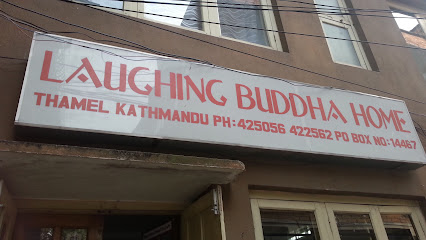 LAUGHING BUDDHA HOME
THAMEL KATHMANDU PH:425056 422562 PO BOX NO:14467